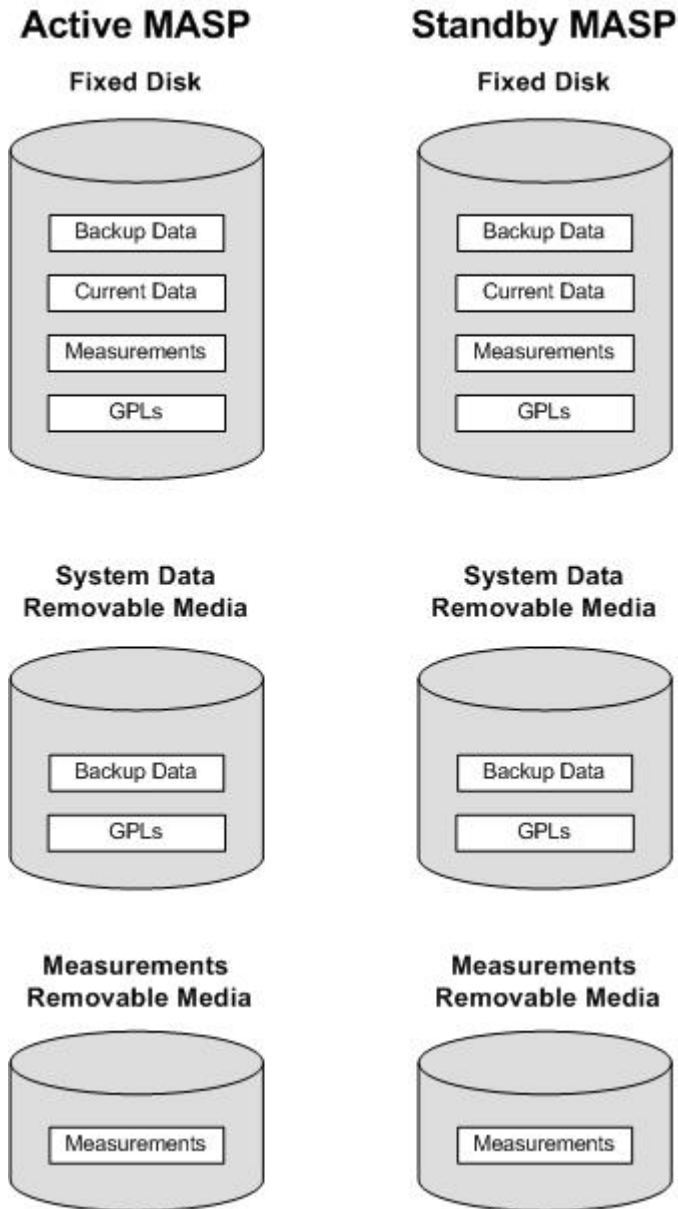 Active MASP
Standby MASP
Fixed Disk
Fixed Disk
Backup Data
Current Data
Measurements
GPLs
Backup Data
Current Data
Measurements
GPLs
System Data
Removable Media
System Data
Removable Media
Backup Data
GPLs
Backup Data
GPLs
Measurements
Removable Media
Measurements
Removable Media
Measurements
Measurements